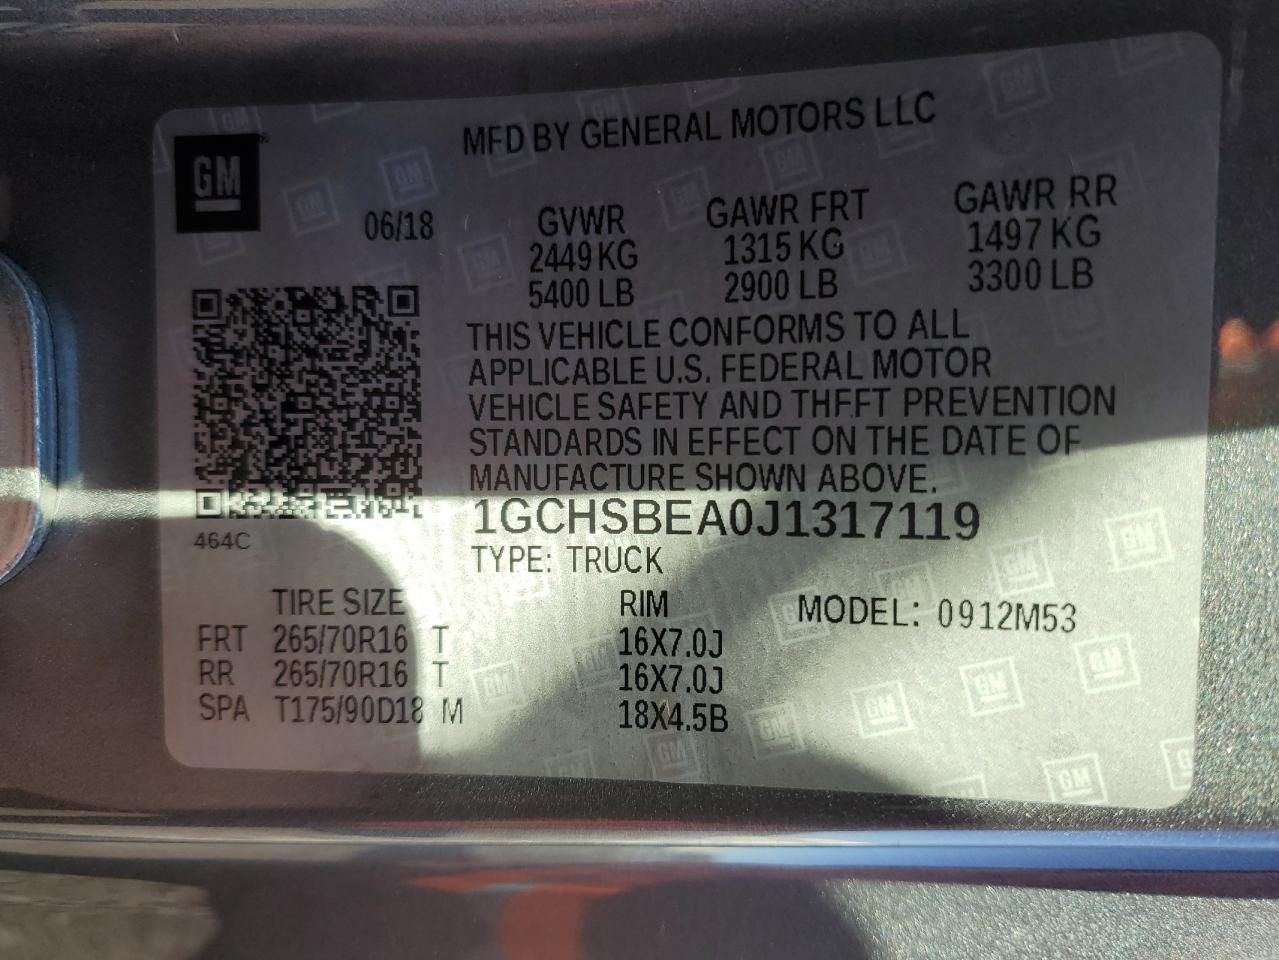 MFD BY GENERAL MOTORS LLC
GM
06/18
GVWR GAWR FRT GAWR RR
2449 KG 1315 KG 1497 KG
5400 LB 2900 LB 3300 LB
THIS VEHICLE CONFORMS TO ALL
APPLICABLE U.S. FEDERAL MOTOR
VEHICLE SAFETY AND THEFT PREVENTION
STANDARDS IN EFFECT ON THE DATE OF
MANUFACTURE SHOWN ABOVE.
1GCHSBEA0J1317119
464C
TYPE: TRUCK
TIRE SIZE RIM MODEL: 0912M53
FRT 265/70R16 T 16X7.0J
RR 265/70R16 T 16X7.0J
SPA T175/90D18 M 18X4.5B